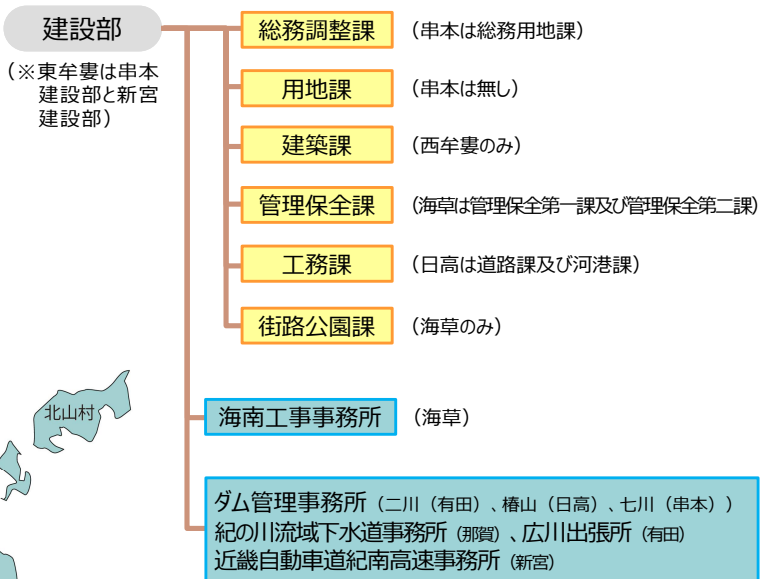 建設部
（※東牟婁は串本
建設部と新宮
建設部）
総務調整課 （串本は総務用地課）
用地課 （串本は無し）
建築課 （西牟婁のみ）
管理保全課 （海草は管理保全第一課及び管理保全第二課）
工務課 （日高は道路課及び河港課）
街路公園課 （海草のみ）
北山村
海南工事事務所 （海草）
ダム管理事務所（二川（有田）、椿山（日高）、七川（串本））
紀の川流域下水道事務所（那賀）、広川出張所（有田）
近畿自動車道紀南高速事務所（新宮）